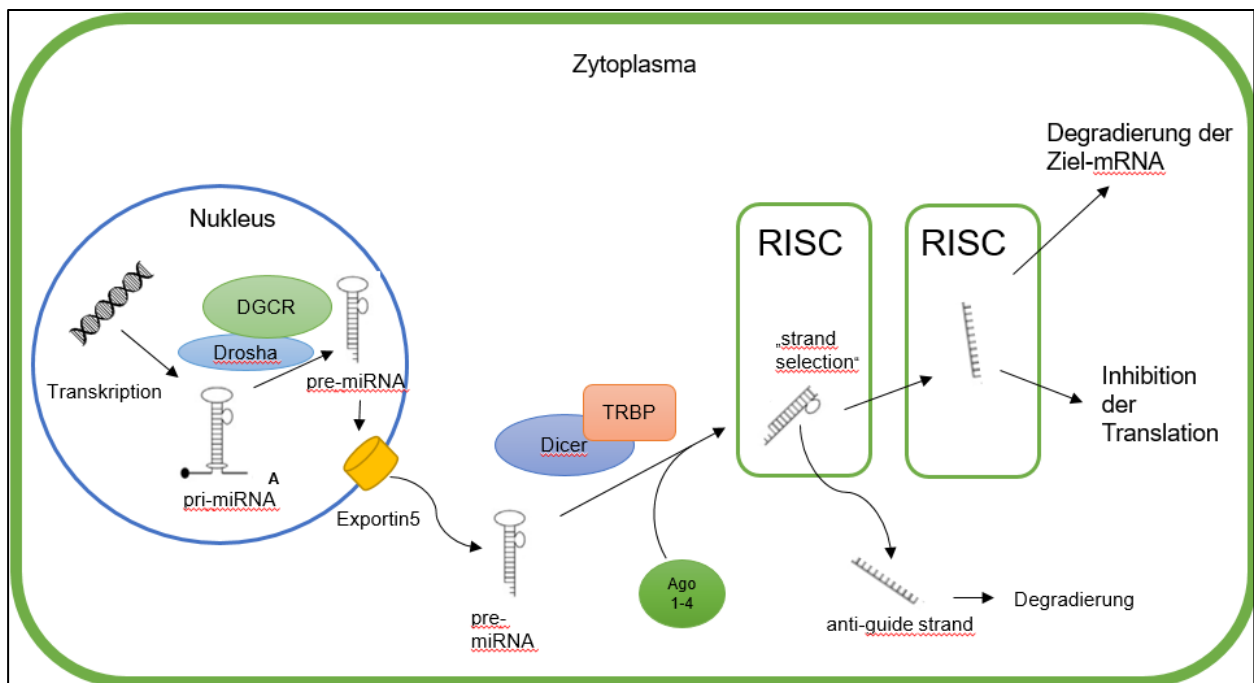 Zytoplasma
Nukleus
DGCR
Drosha
Transkription
pre-miRNA
A
pri-miRNA
Exportin5
pre-
miRNA
TRBP
Dicer
Ago
1-4
RISC
„strand
selection“
RISC
Degradierung der
Ziel-mRNA
Inhibition
der
Translation
anti-guide strand
Degradierung